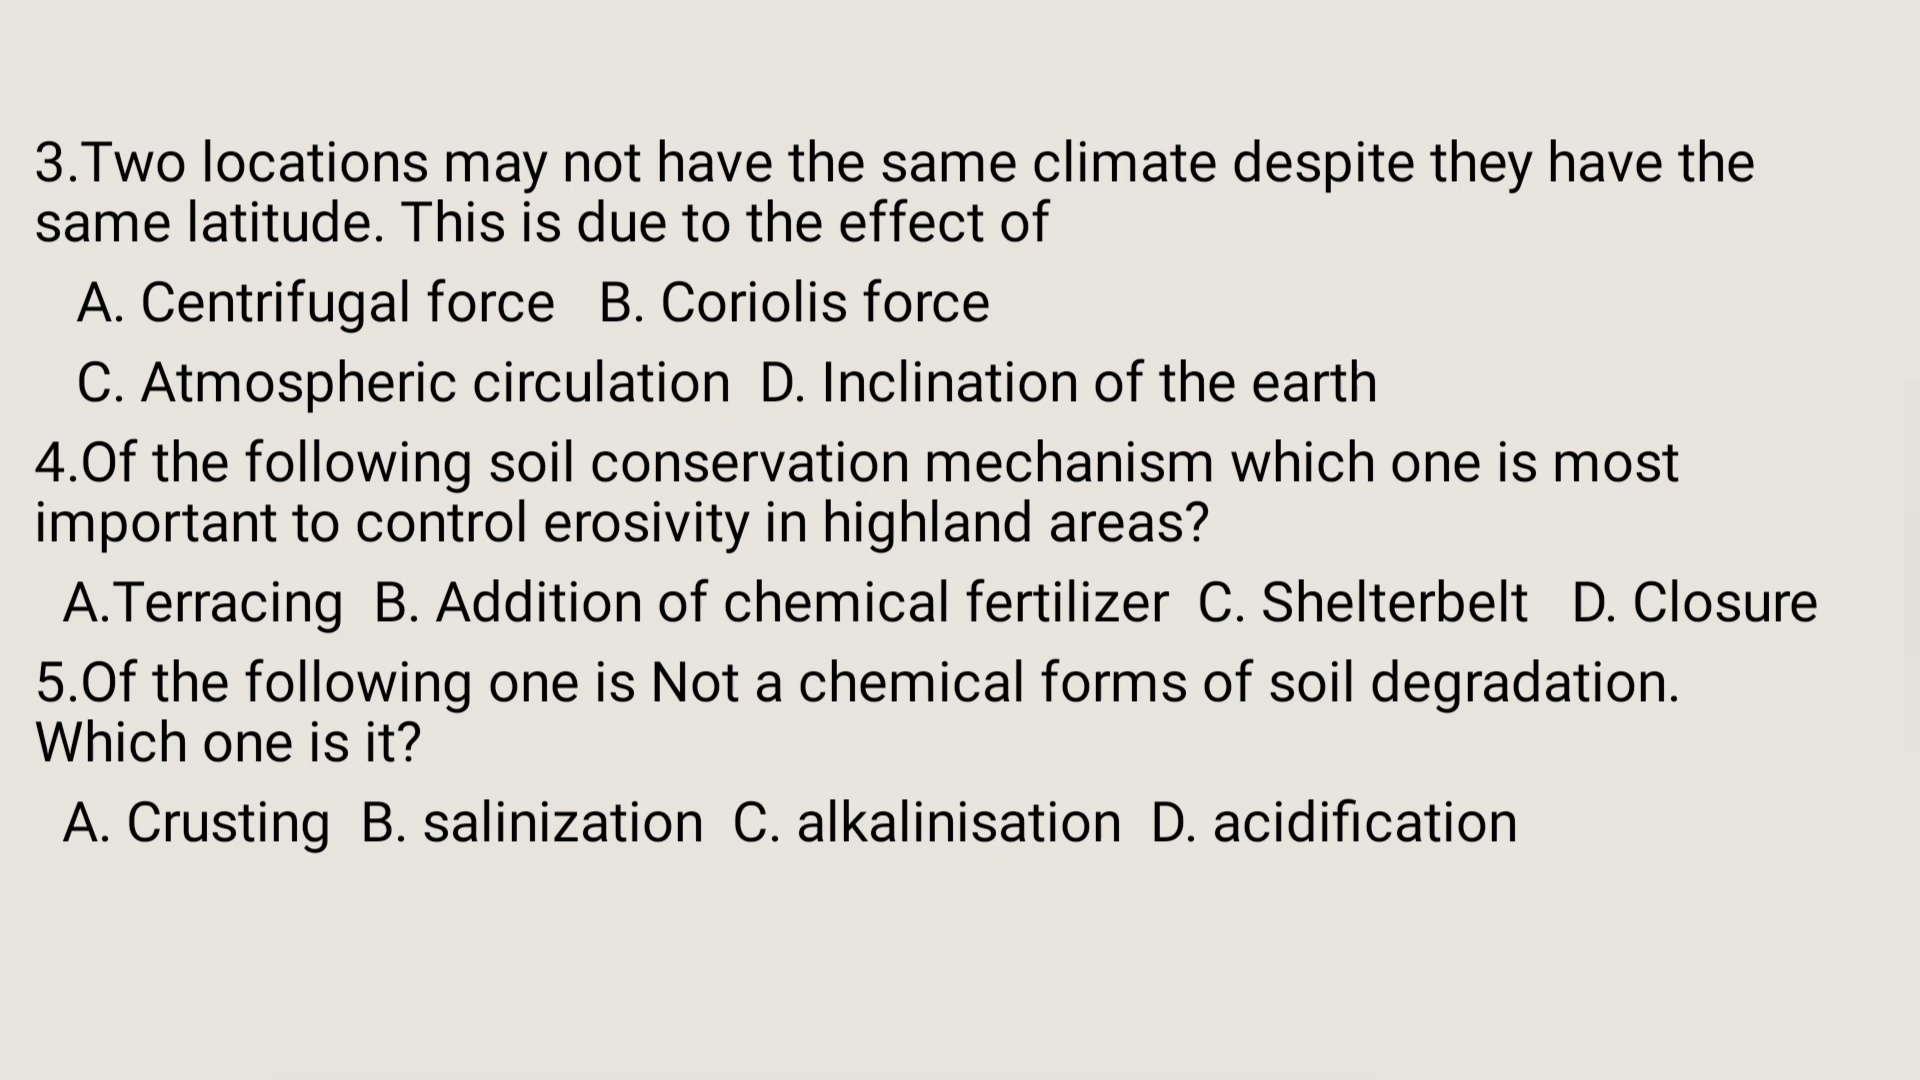 3.Two locations may not have the same climate despite they have the
same latitude. This is due to the effect of
A. Centrifugal force B. Coriolis force
C. Atmospheric circulation D. Inclination of the earth
4.Of the following soil conservation mechanism which one is most
important to control erosivity in highland areas?
A.Terracing B. Addition of chemical fertilizer C. Shelterbelt D. Closure
5.Of the following one is Not a chemical forms of soil degradation.
Which one is it?
A. Crusting B. salinization C. alkalinisation D. acidification